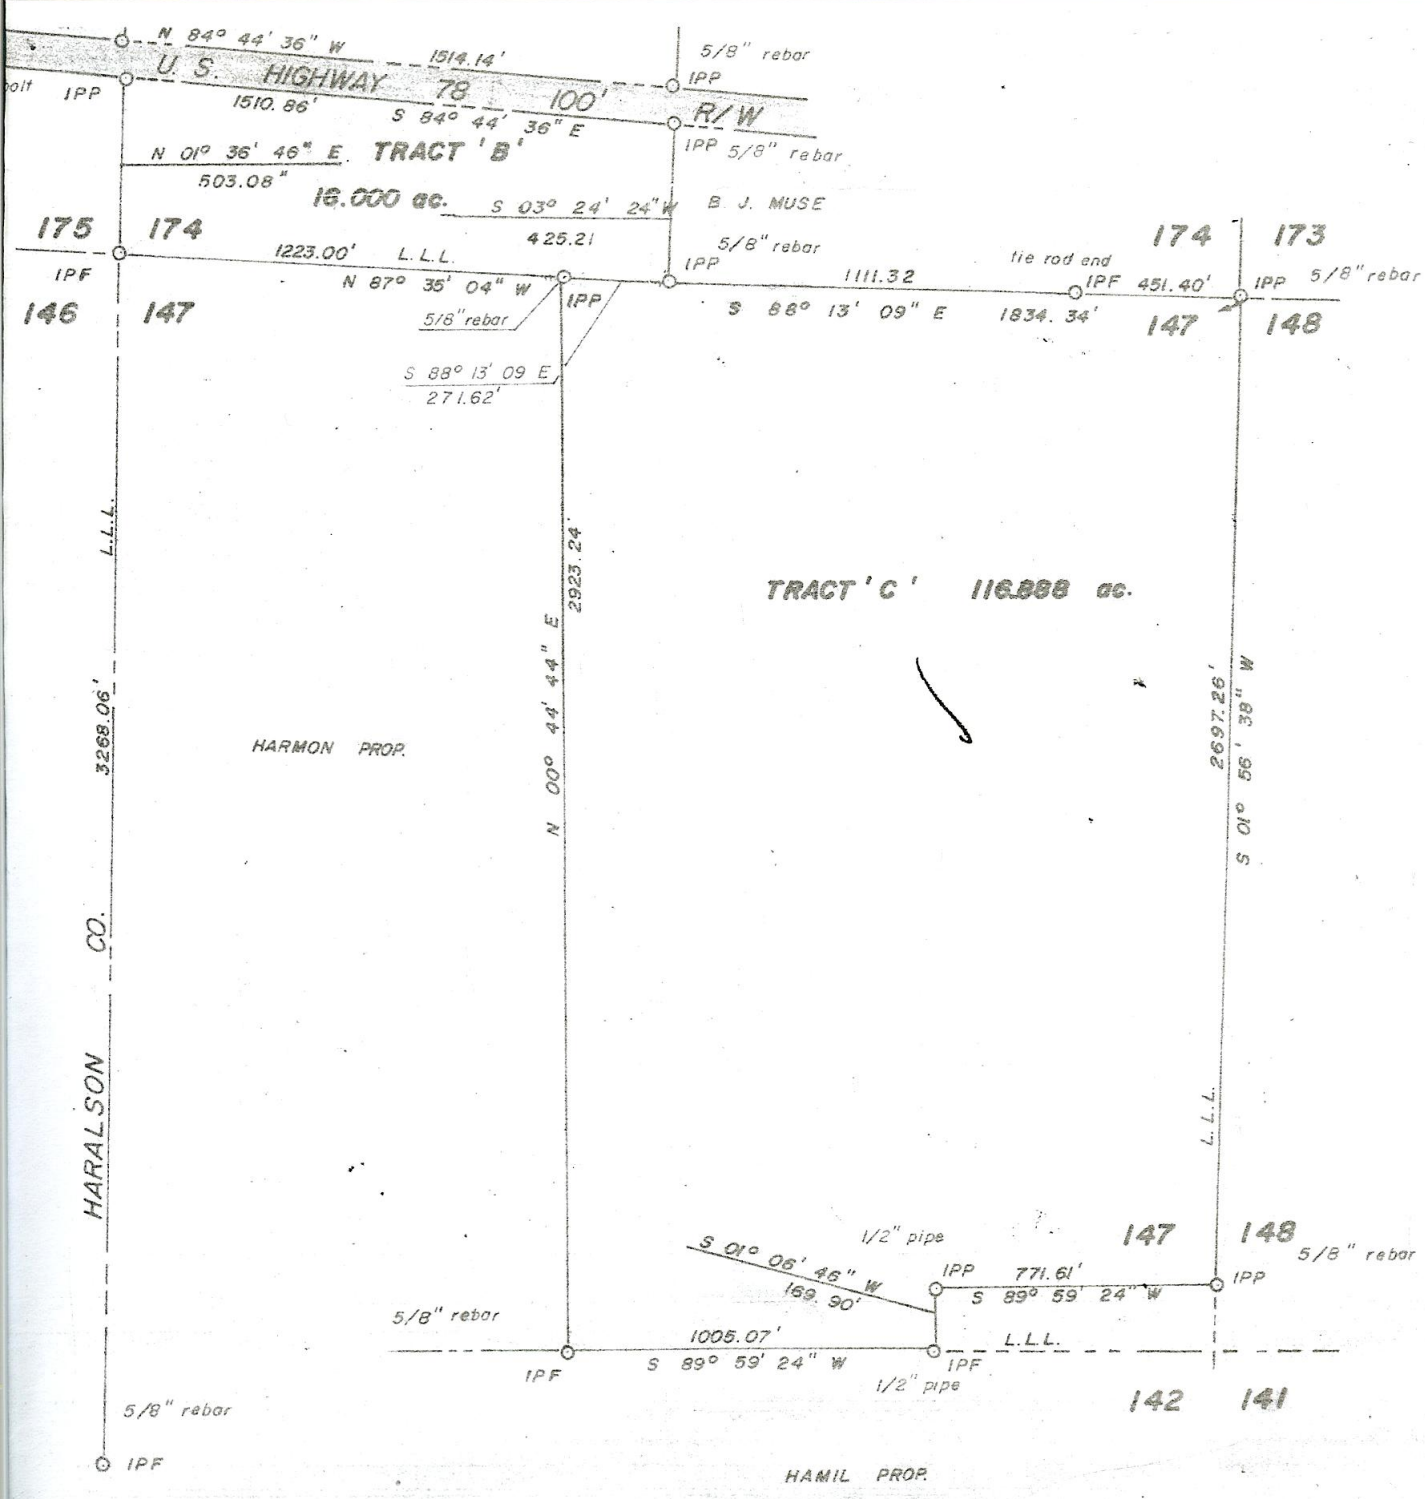 N 84° 44' 36" W 1514.14'
5/8" rebar
IPP
U. S. HIGHWAY 78 100' R/W
IPP
1510.86' S 84° 44' 36" E
IPP 5/8" rebar
N 01° 36' 46" E
503.08"
TRACT 'B'
16.000 ac.
S 03° 24' 24" W
425.21
B. J. MUSE
175 174
174 173
1223.00' L.L.L.
N 87° 35' 04" W
5/8" rebar
IPP
tie rod end
1111.32
IPF 451.40'
IPP 5/8" rebar
IPF
146 147
IPP
5/8" rebar
S 88° 13' 09" E 1834.34'
147 148
S 88° 13' 09 E
271.62'
L.L.L.
2923.24'
N 00° 44' 44" E
TRACT 'C' 116.888 ac.
3268.06'
2697.26'
S 01° 56' 38" W
HARMON PROP.
HARALSON CO.
L.L.L.
147 148
1/2" pipe
5/8" rebar
S 01° 06' 46" W
169.90'
IPP 771.61'
S 89° 59' 24" W
IPP
5/8" rebar
1005.07'
S 89° 59' 24" W
L.L.L.
IPF
IPF
1/2" pipe
142 141
5/8" rebar
IPF
HAMIL PROP.